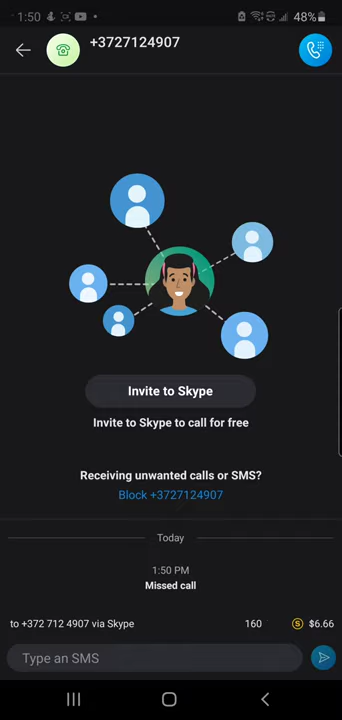 1:50
48%
+3727124907
Invite to Skype
Invite to Skype to call for free
Receiving unwanted calls or SMS?
Block +3727124907
Today
1:50 PM
Missed call
to +372 712 4907 via Skype 160 $6.66
Type an SMS